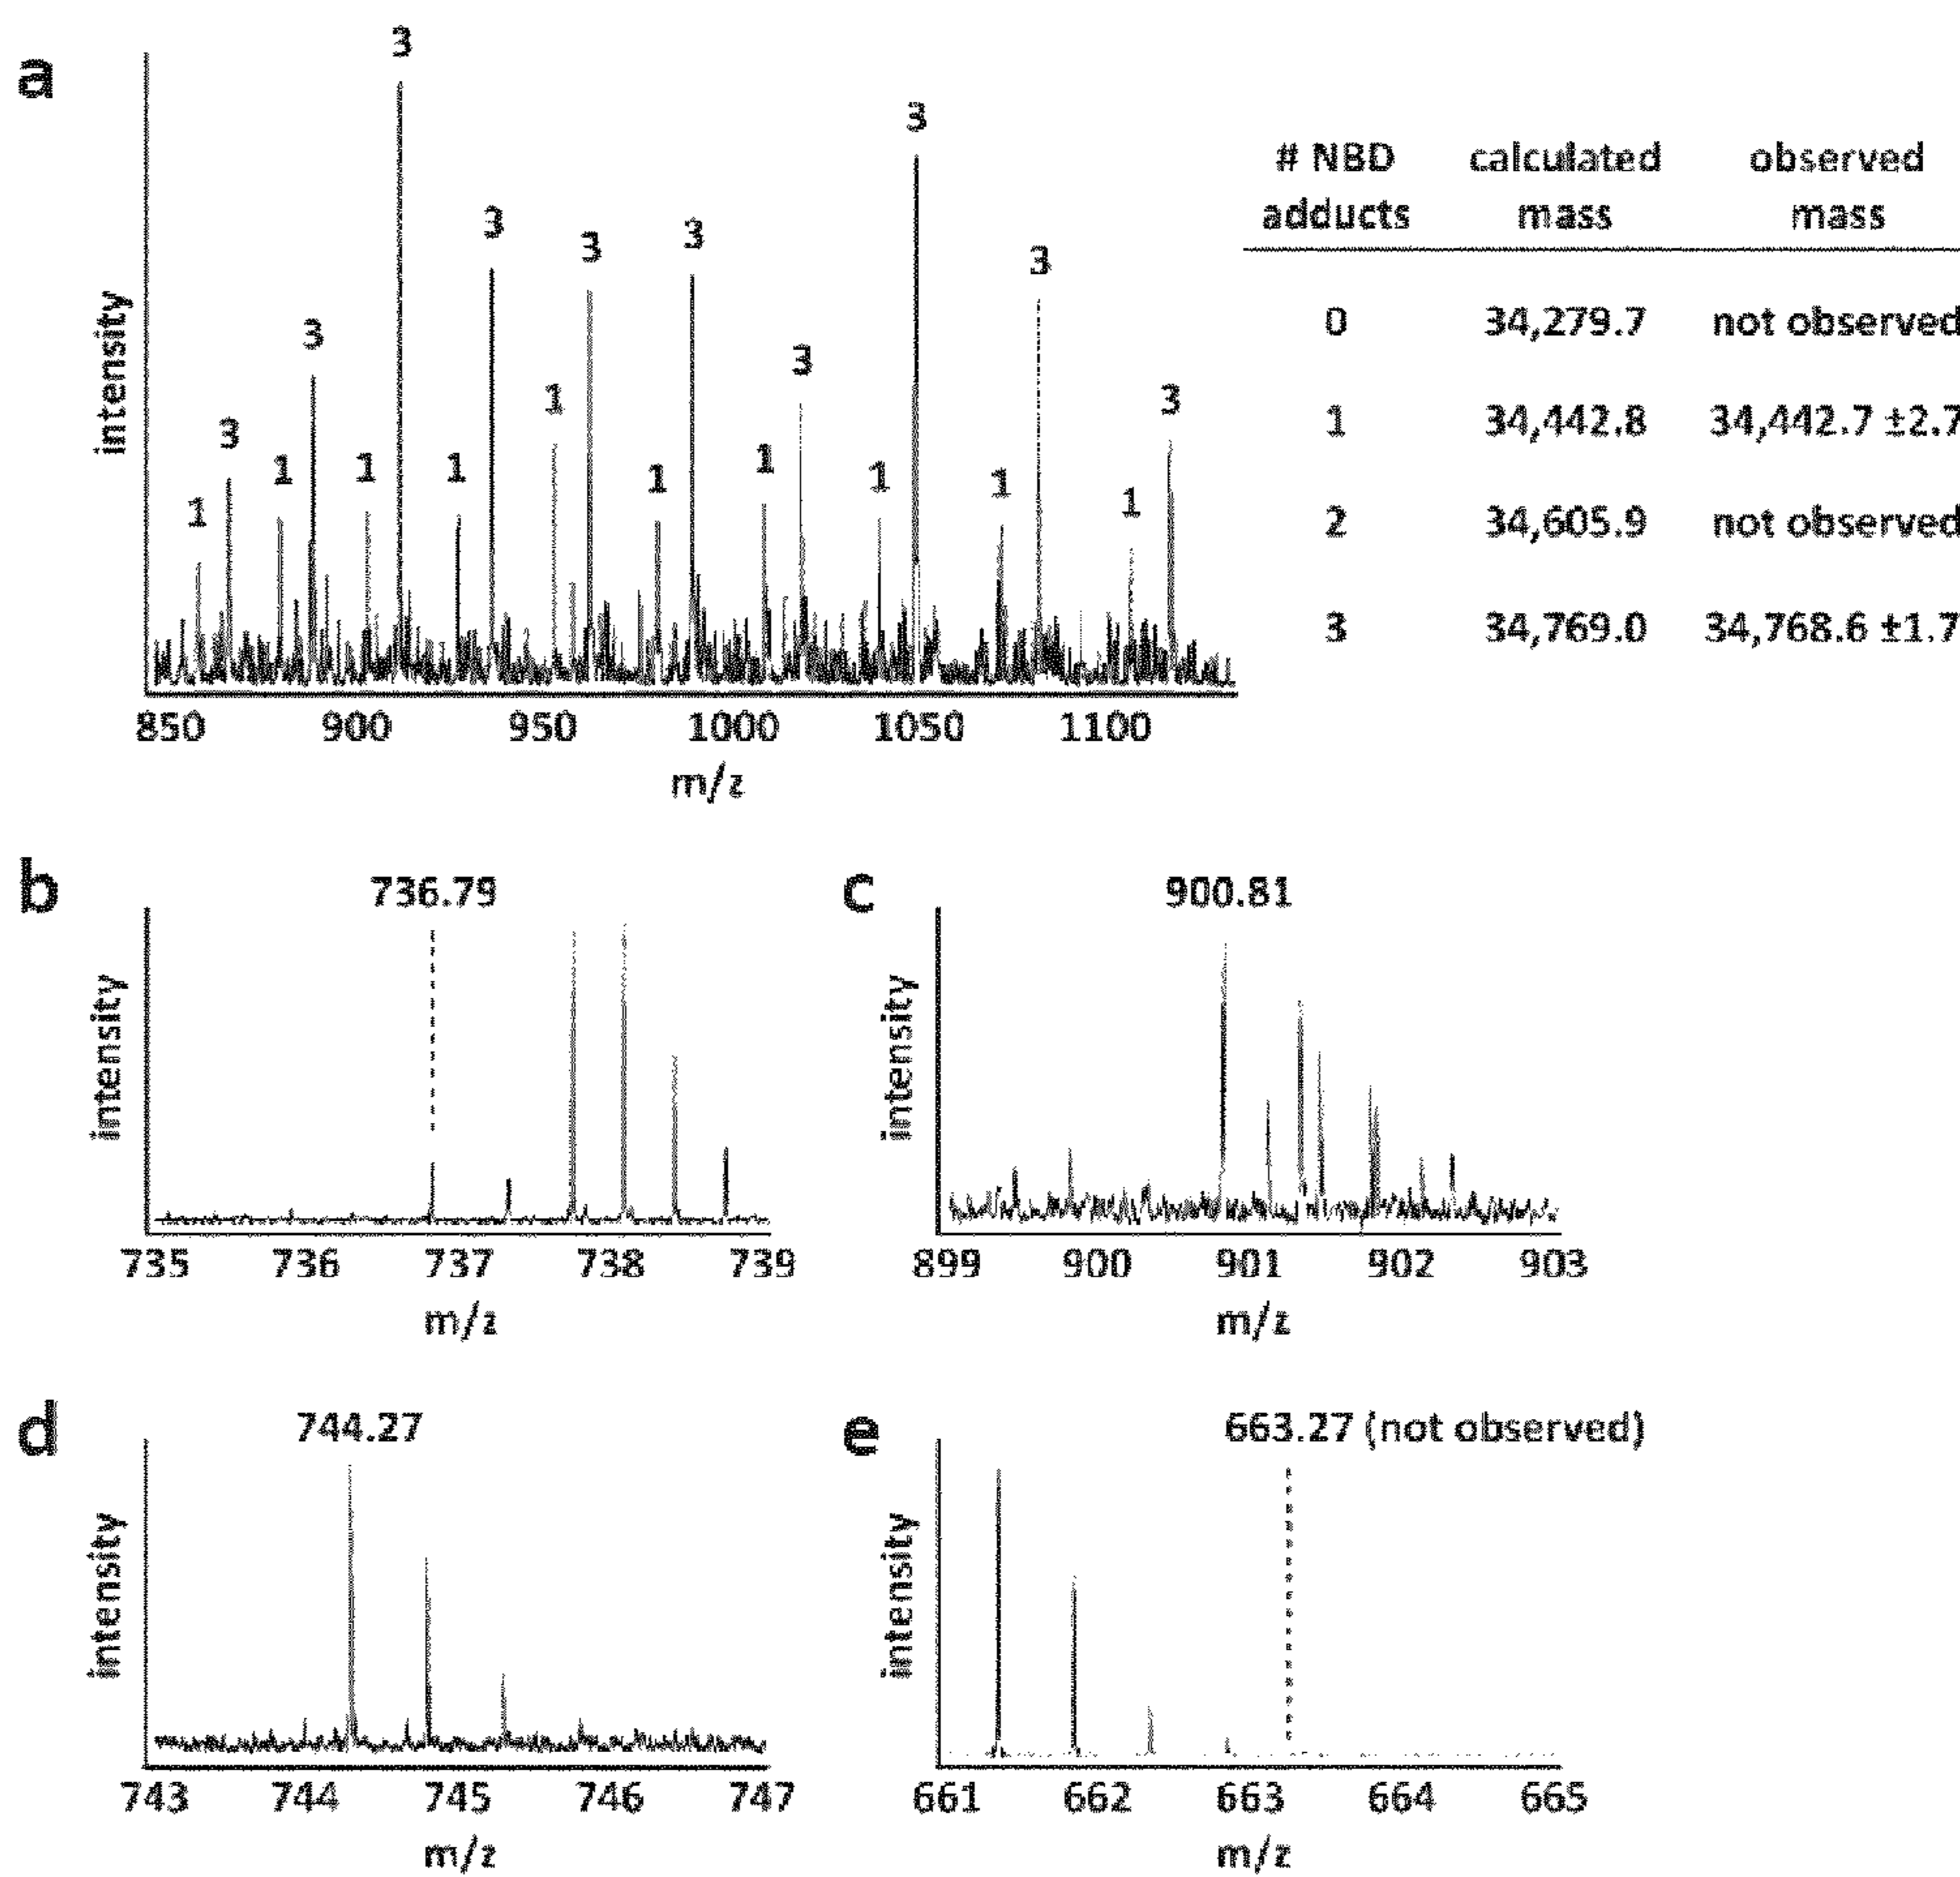 a
3
3
3
3
3
3
3
3
3
3
1
1
1
1
1
1
1
1
1
1
intensity
850 900 950 1000 1050 1100
m/z
# NBD calculated observed
adducts mass mass
0 34,279.7 not observed
1 34,442.8 34,442.7 ±2.7
2 34,605.9 not observed
3 34,769.0 34,768.6 ±1.7
b
736.79
intensity
735 736 737 738 739
m/z
c
900.81
intensity
899 900 901 902 903
m/z
d
744.27
intensity
743 744 745 746 747
m/z
e
663.27 (not observed)
intensity
661 662 663 664 665
m/z